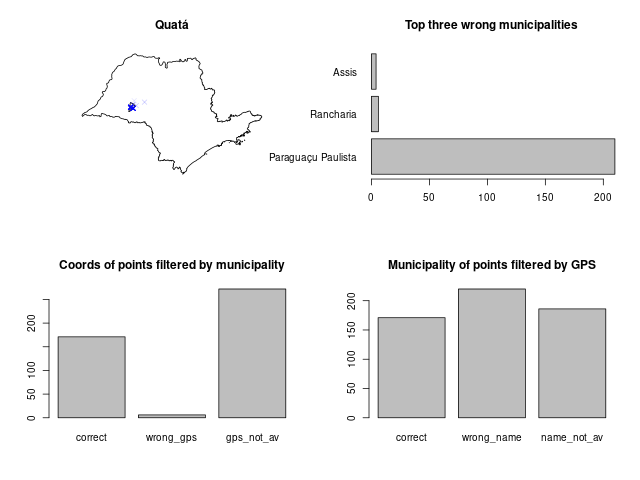 Quatá
Top three wrong municipalities
Assis
Rancharia
Paraguaçu Paulista
0 50 100 150 200
Coords of points filtered by municipality
200
100
50
0
correct wrong_gps gps_not_av
Municipality of points filtered by GPS
200
150
100
50
0
correct wrong_name name_not_av